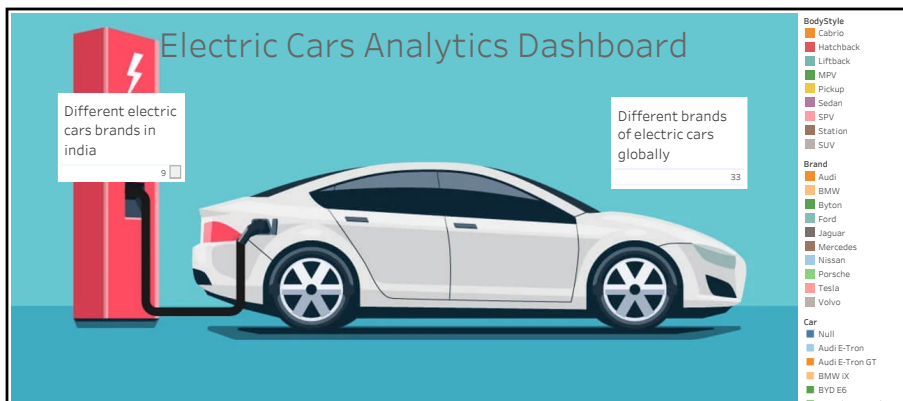 Electric Cars Analytics Dashboard
Different electric
cars brands in
india
9
Different brands
of electric cars
globally
33
BodyStyle
Cabrio
Hatchback
Liftback
MPV
Pickup
Sedan
SPV
Station
SUV
Brand
Audi
BMW
Byton
Ford
Jaguar
Mercedes
Nissan
Porsche
Tesla
Volvo
Car
Null
Audi E-Tron
Audi E-Tron GT
BMW iX
BYD E6